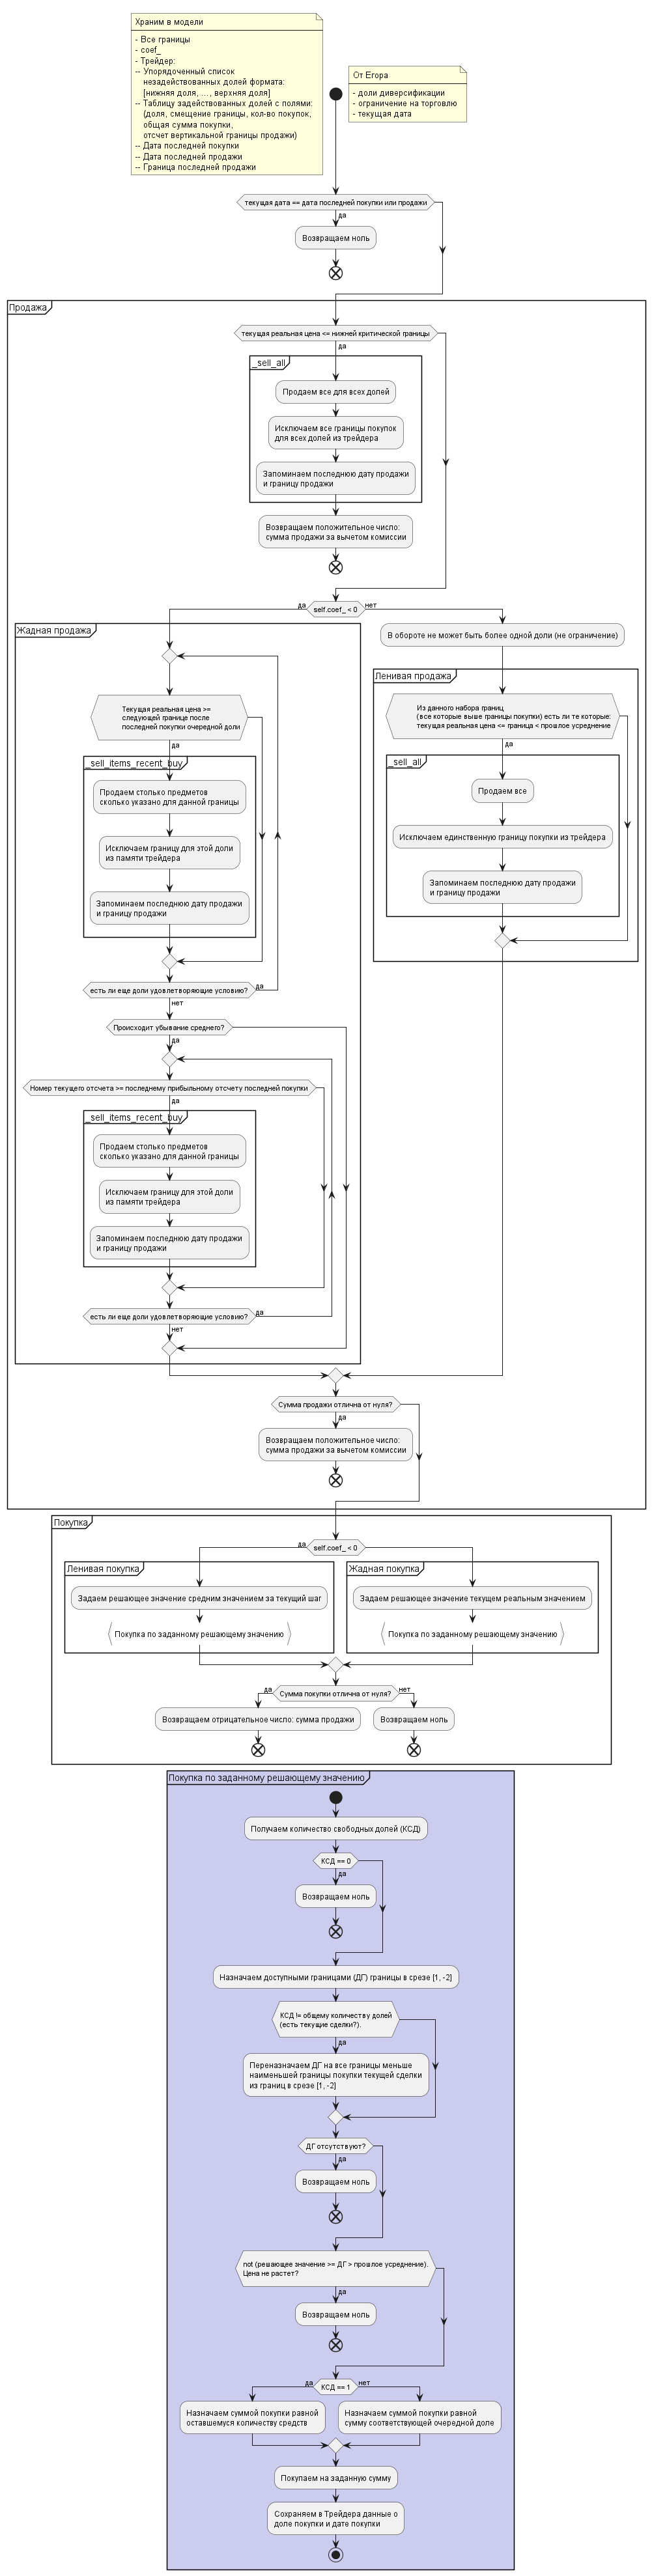 Храним в модели
- Все границы
- coef_
- Трейдер:
-- Упорядоченный список
незадействованных долей формата:
[нижняя доля, ..., верхняя доля]
-- Таблицу задействованных долей с полями:
(доля, смещение границы, кол-во покупок,
общая сумма покупки,
отсчет вертикальной границы продажи)
-- Дата последней покупки
-- Дата последней продажи
-- Граница последней продажи
От Егора
- доли диверсификации
- ограничение на торговлю
- текущая дата
текущая дата == дата последней покупки или продажи
да
Возвращаем ноль
Продажа
текущая реальная цена <= нижней критической границы
да
_sell_all
Продаем все для всех долей
Исключаем все границы покупок
для всех долей из трейдера
Запоминаем последнюю дату продажи
и границу продажи
Возвращаем положительное число:
сумма продажи за вычетом комиссии
да
self.coef_ < 0
нет
Жадная продажа
Текущая реальная цена >=
следующей границе после
последней покупки очередной доли
да
_sell_items_recent_buy
Продаем столько предметов
сколько указано для данной границы
Исключаем границу для этой доли
из памяти трейдера
Запоминаем последнюю дату продажи
и границу продажи
есть ли еще доли удовлетворяющие условию?
да
нет
Происходит убывание среднего?
да
Номер текущего отсчета >= последнему прибыльному отсчету последней покупки
да
_sell_items_recent_buy
Продаем столько предметов
сколько указано для данной границы
Исключаем границу для этой доли
из памяти трейдера
Запоминаем последнюю дату продажи
и границу продажи
есть ли еще доли удовлетворяющие условию?
да
нет
В обороте не может быть более одной доли (не ограничение)
Ленивая продажа
Из данного набора границ
(все которые выше границы покупки) есть ли те которые:
текущая реальная цена <= граница < прошлое усреднение
да
_sell_all
Продаем все
Исключаем единственную границу покупки из трейдера
Запоминаем последнюю дату продажи
и границу продажи
Сумма продажи отлична от нуля?
да
Возвращаем положительное число:
сумма продажи за вычетом комиссии
Покупка
да
self.coef_ < 0
Ленивая покупка
Задаем решающее значение средним значением за текущий шаг
Покупка по заданному решающему значению
Жадная покупка
Задаем решающее значение текущем реальным значением
Покупка по заданному решающему значению
да
Сумма покупки отлична от нуля?
нет
Возвращаем отрицательное число: сумма продажи
Возвращаем ноль
Покупка по заданному решающему значению
Получаем количество свободных долей (КСД)
КСД == 0
да
Возвращаем ноль
Назначаем доступными границами (ДГ) границы в срезе [1, -2]
КСД != общему количеству долей
(есть текущие сделки?).
да
Переназначаем ДГ на все границы меньше
наименьшей границы покупки текущей сделки
из границ в срезе [1, -2]
ДГ отсутствуют?
да
Возвращаем ноль
not (решающее значение >= ДГ > прошлое усреднение).
Цена не растет?
да
Возвращаем ноль
да
КСД == 1
нет
Назначаем суммой покупки равной
оставшемуся количеству средств
Назначаем суммой покупки равной
сумму соответствующей очередной доле
Покупаем на заданную сумму
Сохраняем в Трейдера данные о
доле покупки и дате покупки